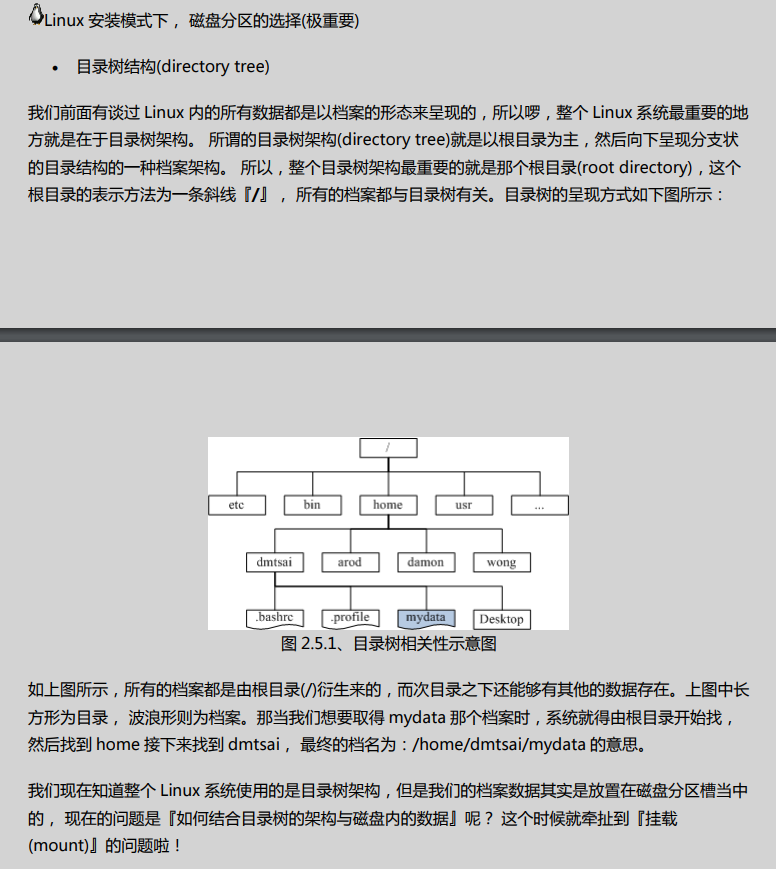 Linux 安装模式下， 磁盘分区的选择(极重要)
• 目录树结构(directory tree)
我们前面有谈过 Linux 内的所有数据都是以档案的形态来呈现的，所以啰，整个 Linux 系统最重要的地
方就是在于目录树架构。 所谓的目录树架构(directory tree)就是以根目录为主，然后向下呈现分支状
的目录结构的一种档案架构。 所以，整个目录树架构最重要的就是那个根目录(root directory)，这个
根目录的表示方法为一条斜线『/』， 所有的档案都与目录树有关。目录树的呈现方式如下图所示：
/
etc bin home usr ...
dmtsai arod damon wong
.bashrc .profile mydata Desktop
图 2.5.1、目录树相关性示意图
如上图所示，所有的档案都是由根目录(/)衍生来的，而次目录之下还能够有其他的数据存在。上图中长
方形为目录， 波浪形则为档案。那当我们想要取得 mydata 那个档案时，系统就得由根目录开始找，
然后找到 home 接下来找到 dmtsai， 最终的档名为：/home/dmtsai/mydata 的意思。
我们现在知道整个 Linux 系统使用的是目录树架构，但是我们的档案数据其实是放置在磁盘分区槽当中
的， 现在的问题是『如何结合目录树的架构与磁盘内的数据』呢？ 这个时候就牵扯到『挂载
(mount)』的问题啦！